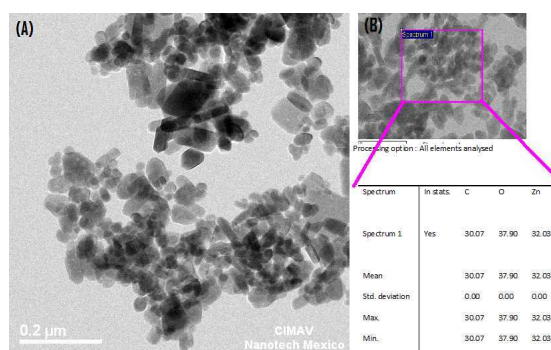 (A)
0.2 µm
CIMAV
Nanotech Mexico
(B)
Spectrum 1
Processing option : All elements analysed
Spectrum In stats. C O Zn
Spectrum 1 Yes 30.07 37.90 32.03
Mean 30.07 37.90 32.03
Std. deviation 0.00 0.00 0.00
Max. 30.07 37.90 32.03
Min. 30.07 37.90 32.03